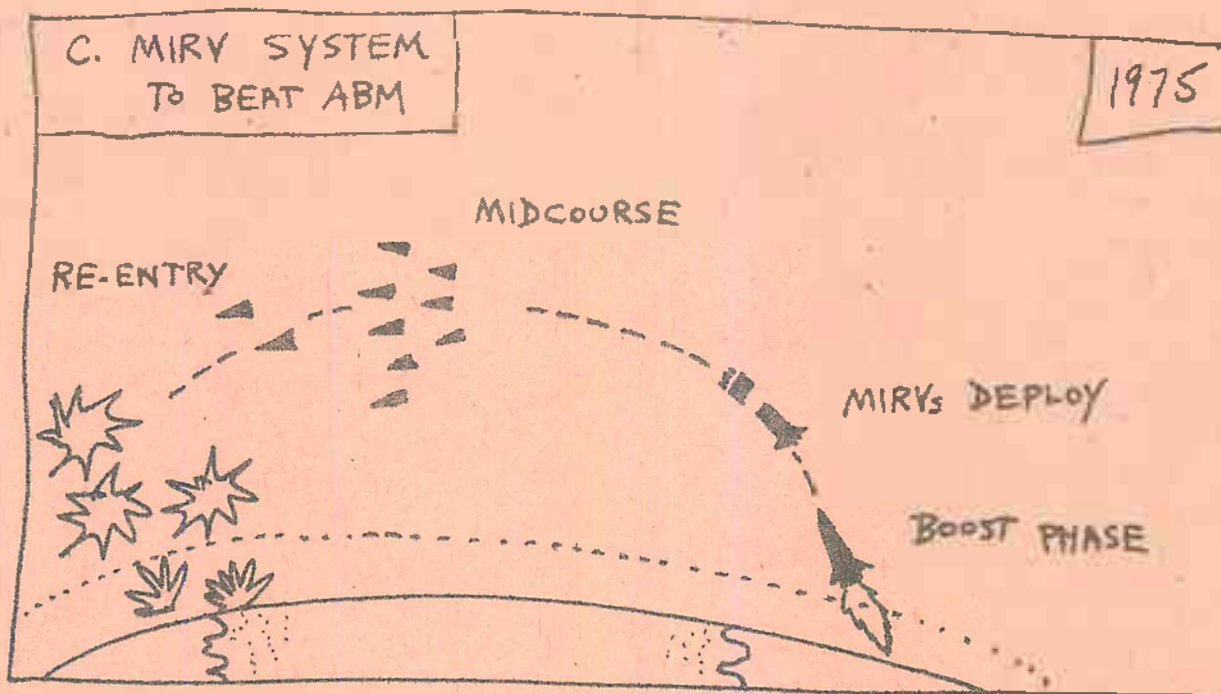 C. MIRV SYSTEM
TO BEAT ABM
1975
MIDCOURSE
RE-ENTRY
MIRVs DEPLOY
BOOST PHASE